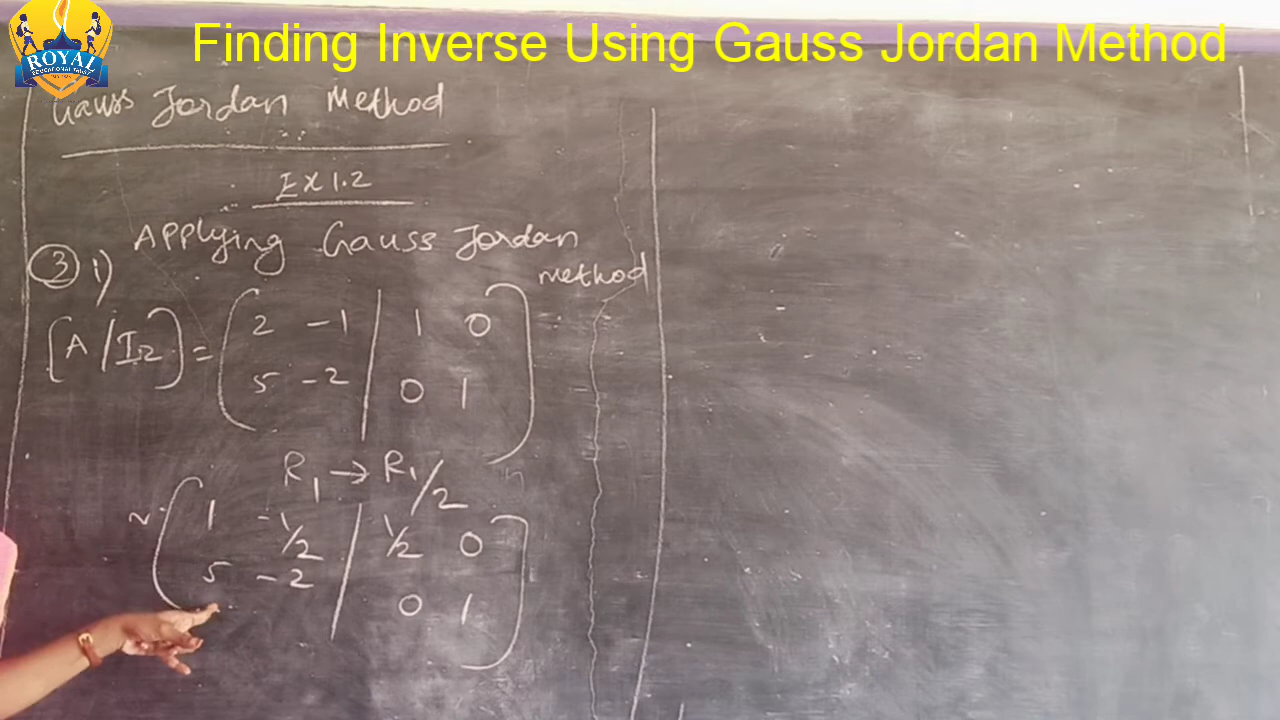 Finding Inverse Using Gauss Jordan Method
ROYAL
EDUCATIONAL TRUST
Gauss Jordan Method
Ex 1.2
Applying Gauss Jordan method
3 i)
[A/I2] = ( 2 -1 | 1 0
5 -2 | 0 1 )
R1 → R1/2
~ ( 1 -1/2 | 1/2 0
5 -2 | 0 1 )